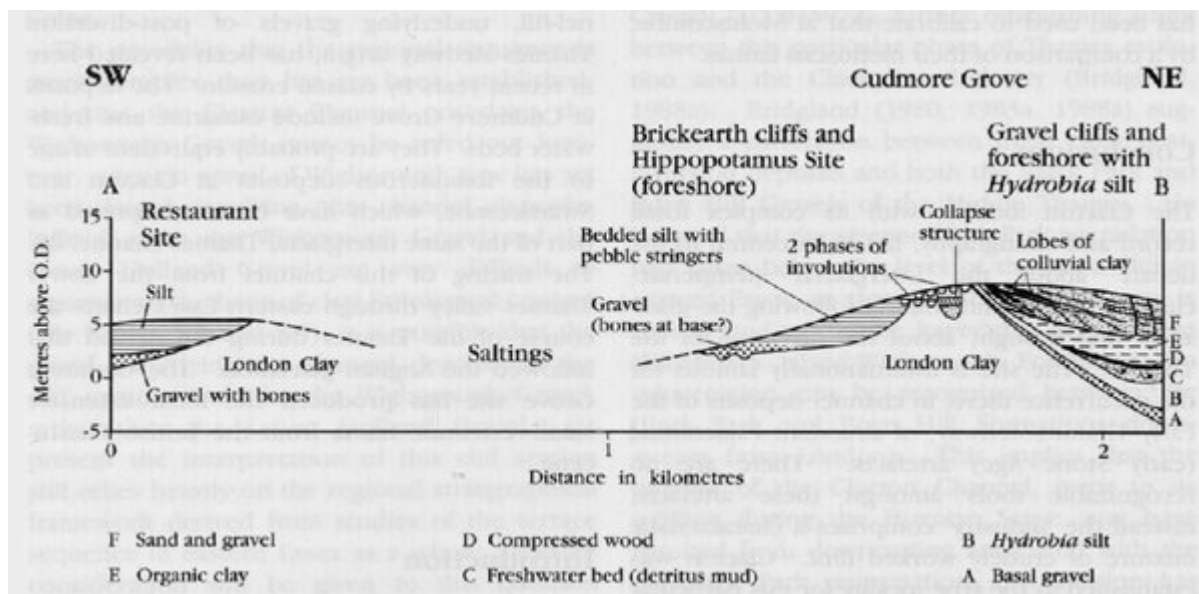 SW
Cudmore Grove
NE
Brickearth cliffs and
Hippopotamus Site
(foreshore)
Gravel cliffs and
foreshore with
Hydrobia silt
B
A
Restaurant
Site
Silt
London Clay
Gravel with bones
Saltings
Bedded silt with
pebble stringers
Gravel
(bones at base?)
2 phases of
involutions
Collapse
structure
Lobes of
colluvial clay
London Clay
F
E
D
C
B
A
Metres above O.D.
15
10
5
0
-5
0
1
2
Distance in kilometres
F Sand and gravel
D Compressed wood
B Hydrobia silt
E Organic clay
C Freshwater bed (detritus mud)
A Basal gravel